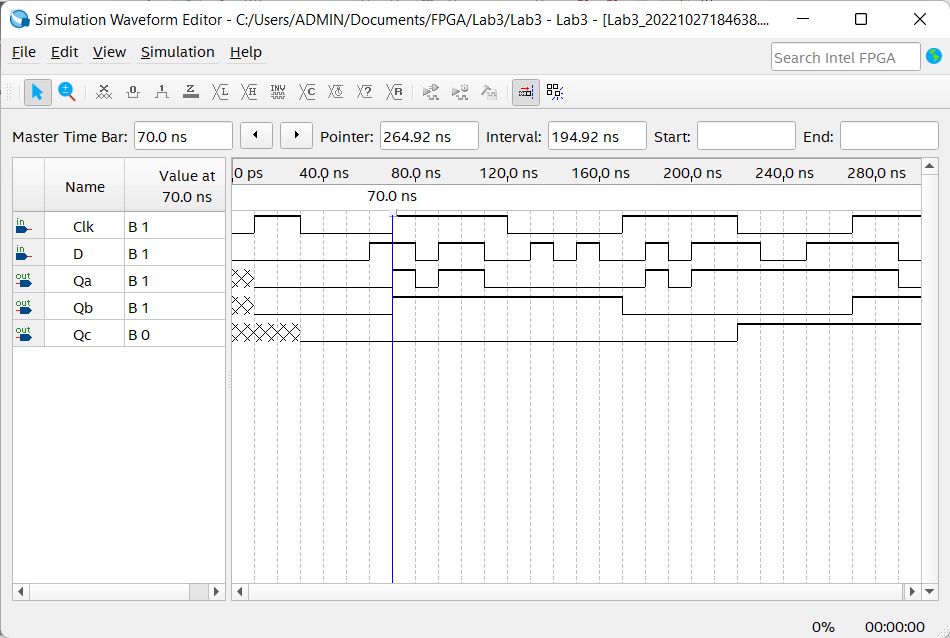 Simulation Waveform Editor - C:/Users/ADMIN/Documents/FPGA/Lab3/Lab3 - Lab3 - [Lab3_20221027184638....
File Edit View Simulation Help
Search Intel FPGA
0 1 Z L H INV C ? R
Master Time Bar: 70.0 ns Pointer: 264.92 ns Interval: 194.92 ns Start: End:
Name Value at 70.0 ns
0 ps 40.0 ns 80.0 ns 120.0 ns 160.0 ns 200.0 ns 240.0 ns 280.0 ns
70.0 ns
in Clk B 1
in D B 1
out Qa B 1
out Qb B 1
out Qc B 0
0% 00:00:00